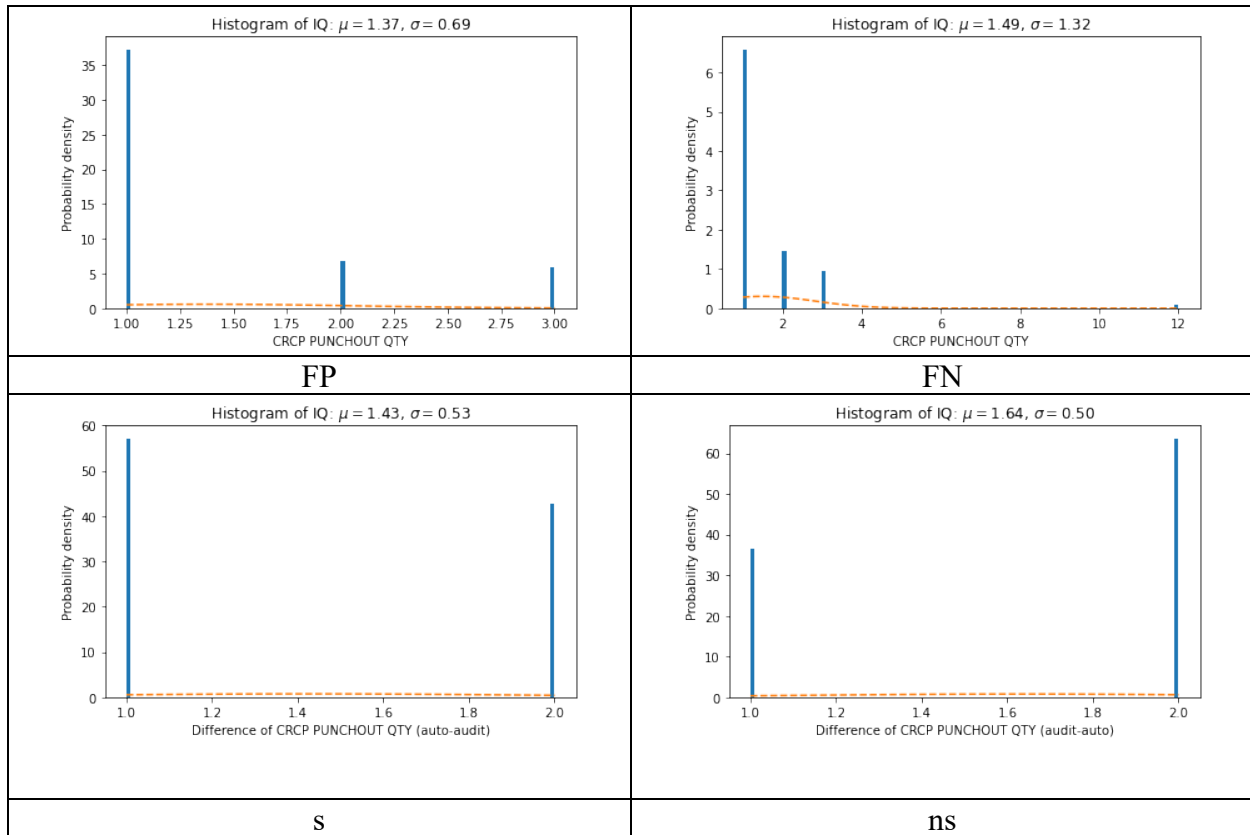 Histogram of IQ: μ = 1.37, σ = 0.69
Probability density
35
30
25
20
15
10
5
0
1.00 1.25 1.50 1.75 2.00 2.25 2.50 2.75 3.00
CRCP PUNCHOUT QTY
Histogram of IQ: μ = 1.49, σ = 1.32
Probability density
6
5
4
3
2
1
0
2 4 6 8 10 12
CRCP PUNCHOUT QTY
FP
FN
Histogram of IQ: μ = 1.43, σ = 0.53
Probability density
60
50
40
30
20
10
0
1.0 1.2 1.4 1.6 1.8 2.0
Difference of CRCP PUNCHOUT QTY (auto-audit)
Histogram of IQ: μ = 1.64, σ = 0.50
Probability density
60
50
40
30
20
10
0
1.0 1.2 1.4 1.6 1.8 2.0
Difference of CRCP PUNCHOUT QTY (audit-auto)
s
ns